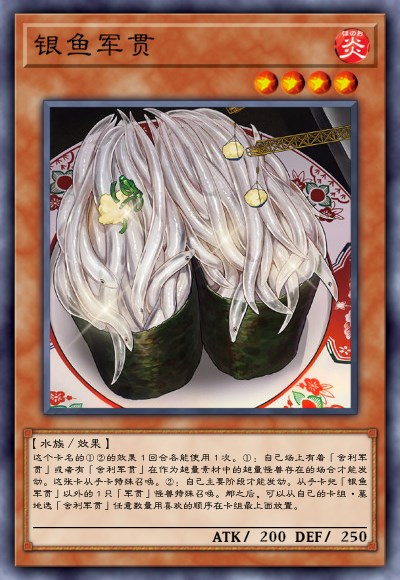 银鱼军贯
ほのお
炎
【水族／效果】
这个卡名的①②的效果1回合各能使用1次。①：自己场上有着「舍利军
贯」或者有「舍利军贯」在作为超量素材中的超量怪兽存在的场合才能发
动。这张卡从手卡特殊召唤。②：自己主要阶段才能发动。从手卡把「银鱼
军贯」以外的1只「军贯」怪兽特殊召唤。那之后，可以从自己的卡组·墓
地选「舍利军贯」任意数量用喜欢的顺序在卡组最上面放置。
ATK/ 200 DEF/ 250